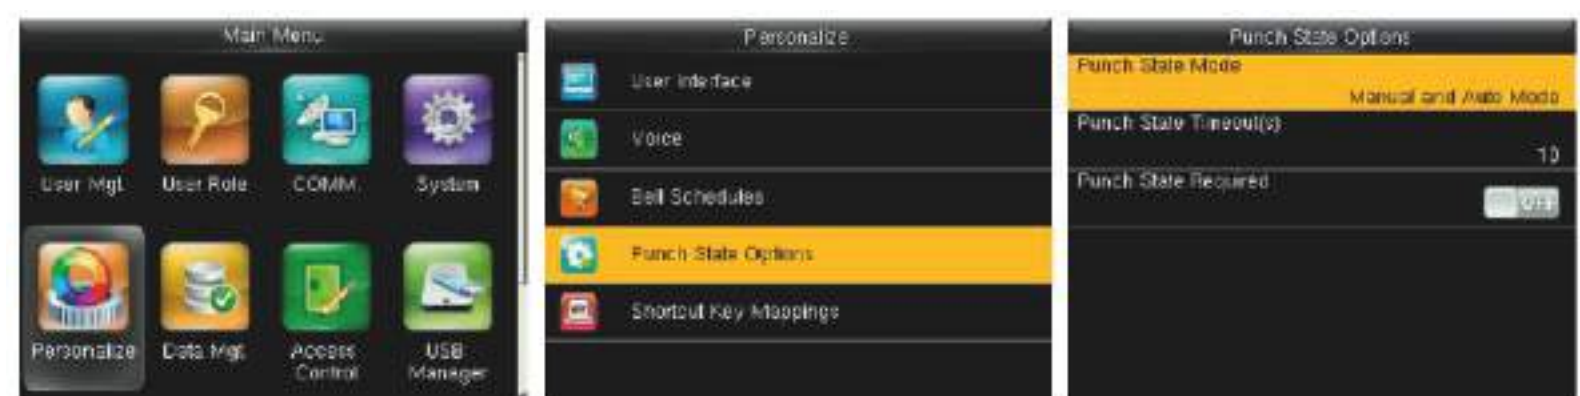 Main Menu
User Mgt.
User Role
COMM.
System
Personalize
Data Mgt.
Access
Control
USB
Manager
Personalize
User Interface
Voice
Bell Schedules
Punch State Options
Shortcut Key Mappings
Punch State Options
Punch State Mode
Manual and Auto Mode
Punch State Timeout(s)
10
Punch State Required
OFF